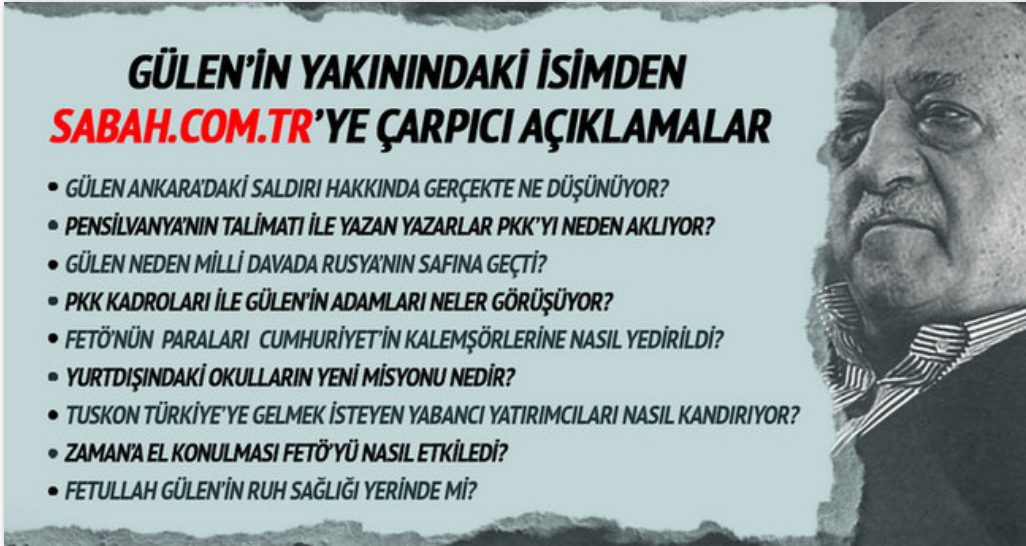 GÜLEN'İN YAKININDAKİ İSİMDEN
SABAH.COM.TR'YE ÇARPICI AÇIKLAMALAR
• GÜLEN ANKARA'DAKİ SALDIRI HAKKINDA GERÇEKTE NE DÜŞÜNÜYOR?
• PENSİLVANYA'NIN TALİMATI İLE YAZAN YAZARLAR PKK'YI NEDEN AKLIYOR?
• GÜLEN NEDEN MİLLİ DAVADA RUSYA'NIN SAFINA GEÇTİ?
• PKK KADROLARI İLE GÜLEN'İN ADAMLARI NELER GÖRÜŞÜYOR?
• FETÖ'NÜN PARALARI CUMHURİYET'İN KALEMŞÖRLERİNE NASIL YEDİRİLDİ?
• YURTDIŞINDAKİ OKULLARIN YENİ MİSYONU NEDİR?
• TUSKON TÜRKİYE'YE GELMEK İSTEYEN YABANCI YATIRIMCILARI NASIL KANDIRIYOR?
• ZAMAN'A EL KONULMASI FETÖ'YÜ NASIL ETKİLEDİ?
• FETULLAH GÜLEN'İN RUH SAĞLIĞI YERİNDE Mİ?